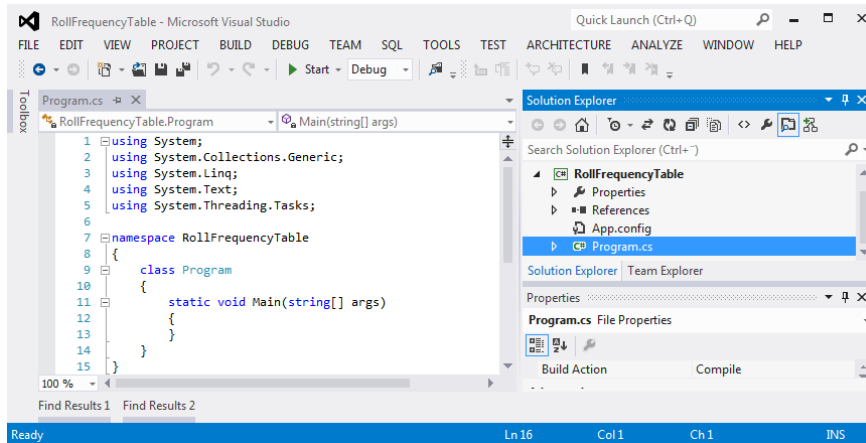 RollFrequencyTable - Microsoft Visual Studio
Quick Launch (Ctrl+Q)
FILE EDIT VIEW PROJECT BUILD DEBUG TEAM SQL TOOLS TEST ARCHITECTURE ANALYZE WINDOW HELP
Start Debug
Toolbox
Program.cs
RollFrequencyTable.Program Main(string[] args)
1 using System;
2 using System.Collections.Generic;
3 using System.Linq;
4 using System.Text;
5 using System.Threading.Tasks;
6
7 namespace RollFrequencyTable
8 {
9 class Program
10 {
11 static void Main(string[] args)
12 {
13 }
14 }
15 }
100 %
Find Results 1 Find Results 2
Solution Explorer
Search Solution Explorer (Ctrl+¨)
C# RollFrequencyTable
Properties
References
App.config
C# Program.cs
Solution Explorer Team Explorer
Properties
Program.cs File Properties
Build Action Compile
Ready Ln 16 Col 1 Ch 1 INS